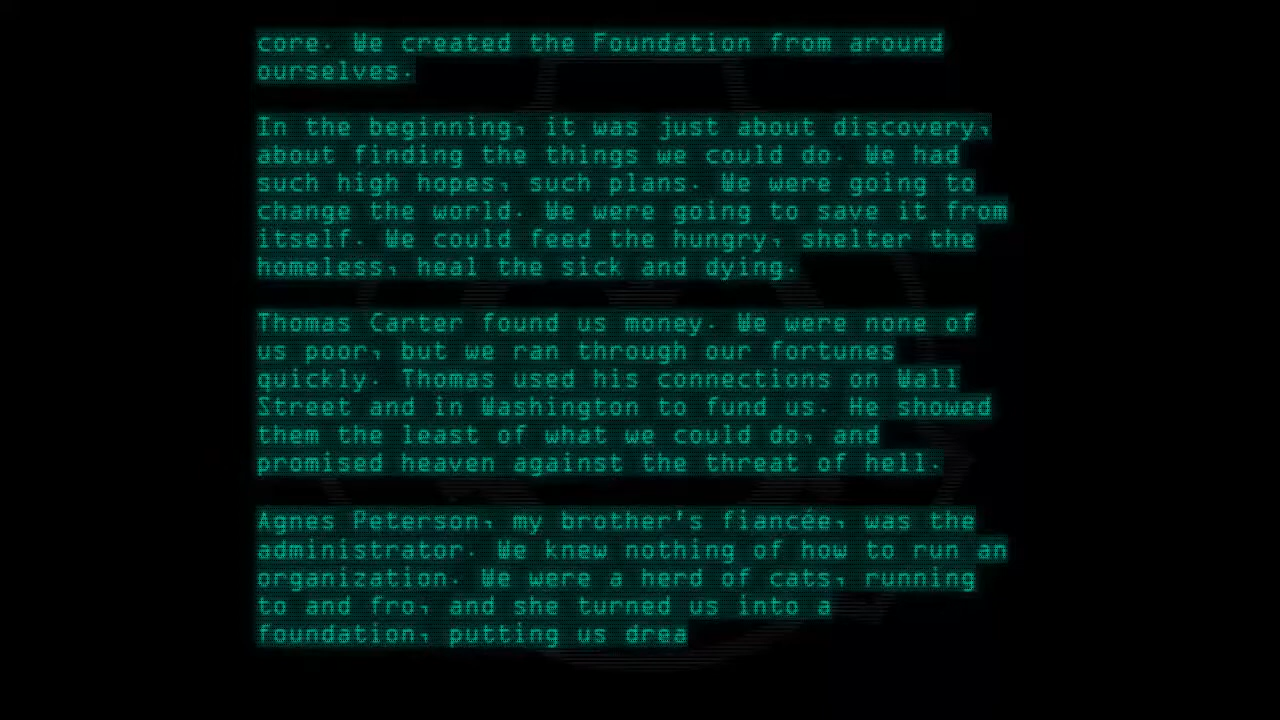 core. We created the Foundation from around
ourselves.
In the beginning, it was just about discovery,
about finding the things we could do. We had
such high hopes, such plans. We were going to
change the world. We were going to save it from
itself. We could feed the hungry, shelter the
homeless, heal the sick and dying.
Thomas Carter found us money. We were none of
us poor, but we ran through our fortunes
quickly. Thomas used his connections on Wall
Street and in Washington to fund us. He showed
them the least of what we could do, and
promised heaven against the threat of hell.
Agnes Peterson, my brother's fiancée, was the
administrator. We knew nothing of how to run an
organization. We were a herd of cats, running
to and fro, and she turned us into a
foundation, putting us drea